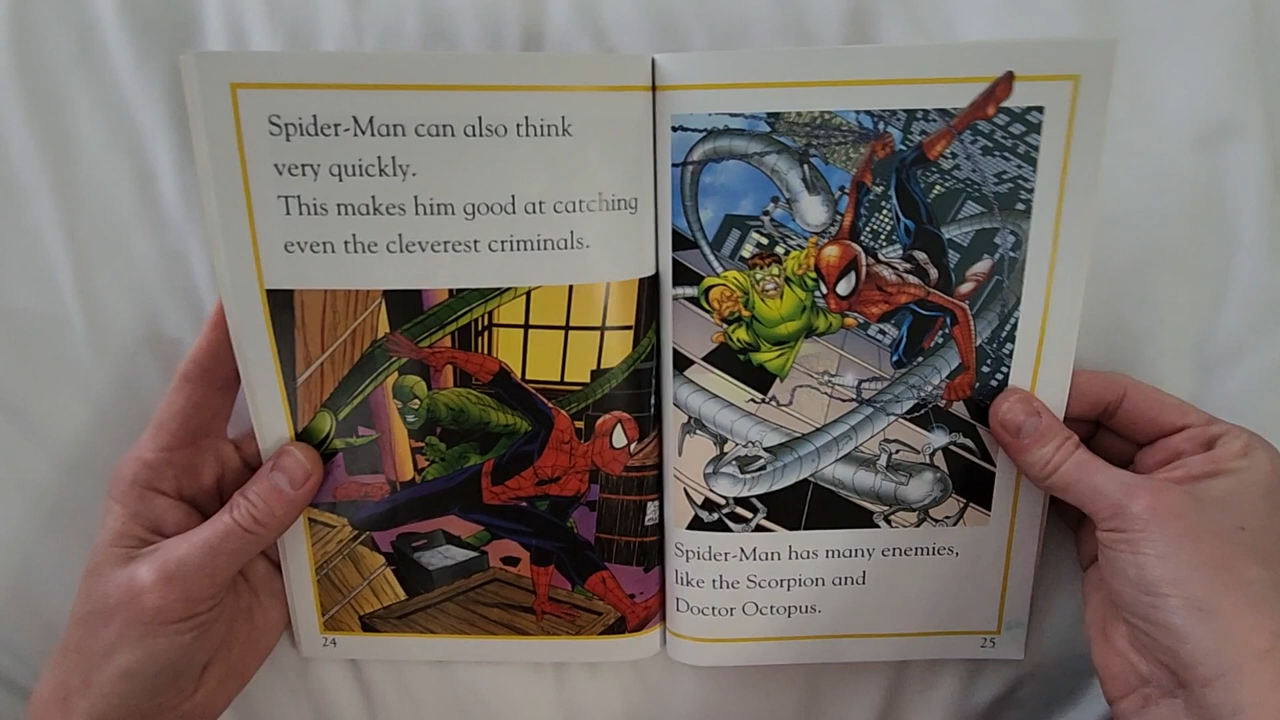 Spider-Man can also think
very quickly.
This makes him good at catching
even the cleverest criminals.
24
Spider-Man has many enemies,
like the Scorpion and
Doctor Octopus.
25